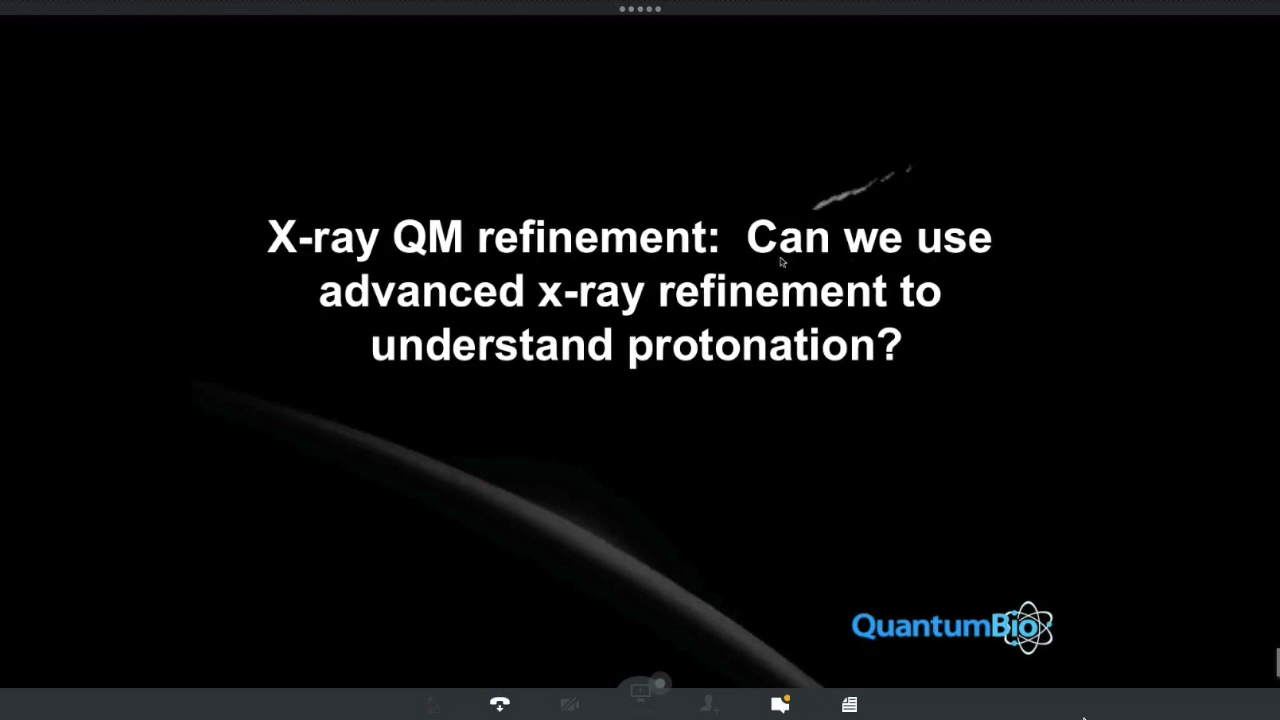 X-ray QM refinement: Can we use
advanced x-ray refinement to
understand protonation?
QuantumBio